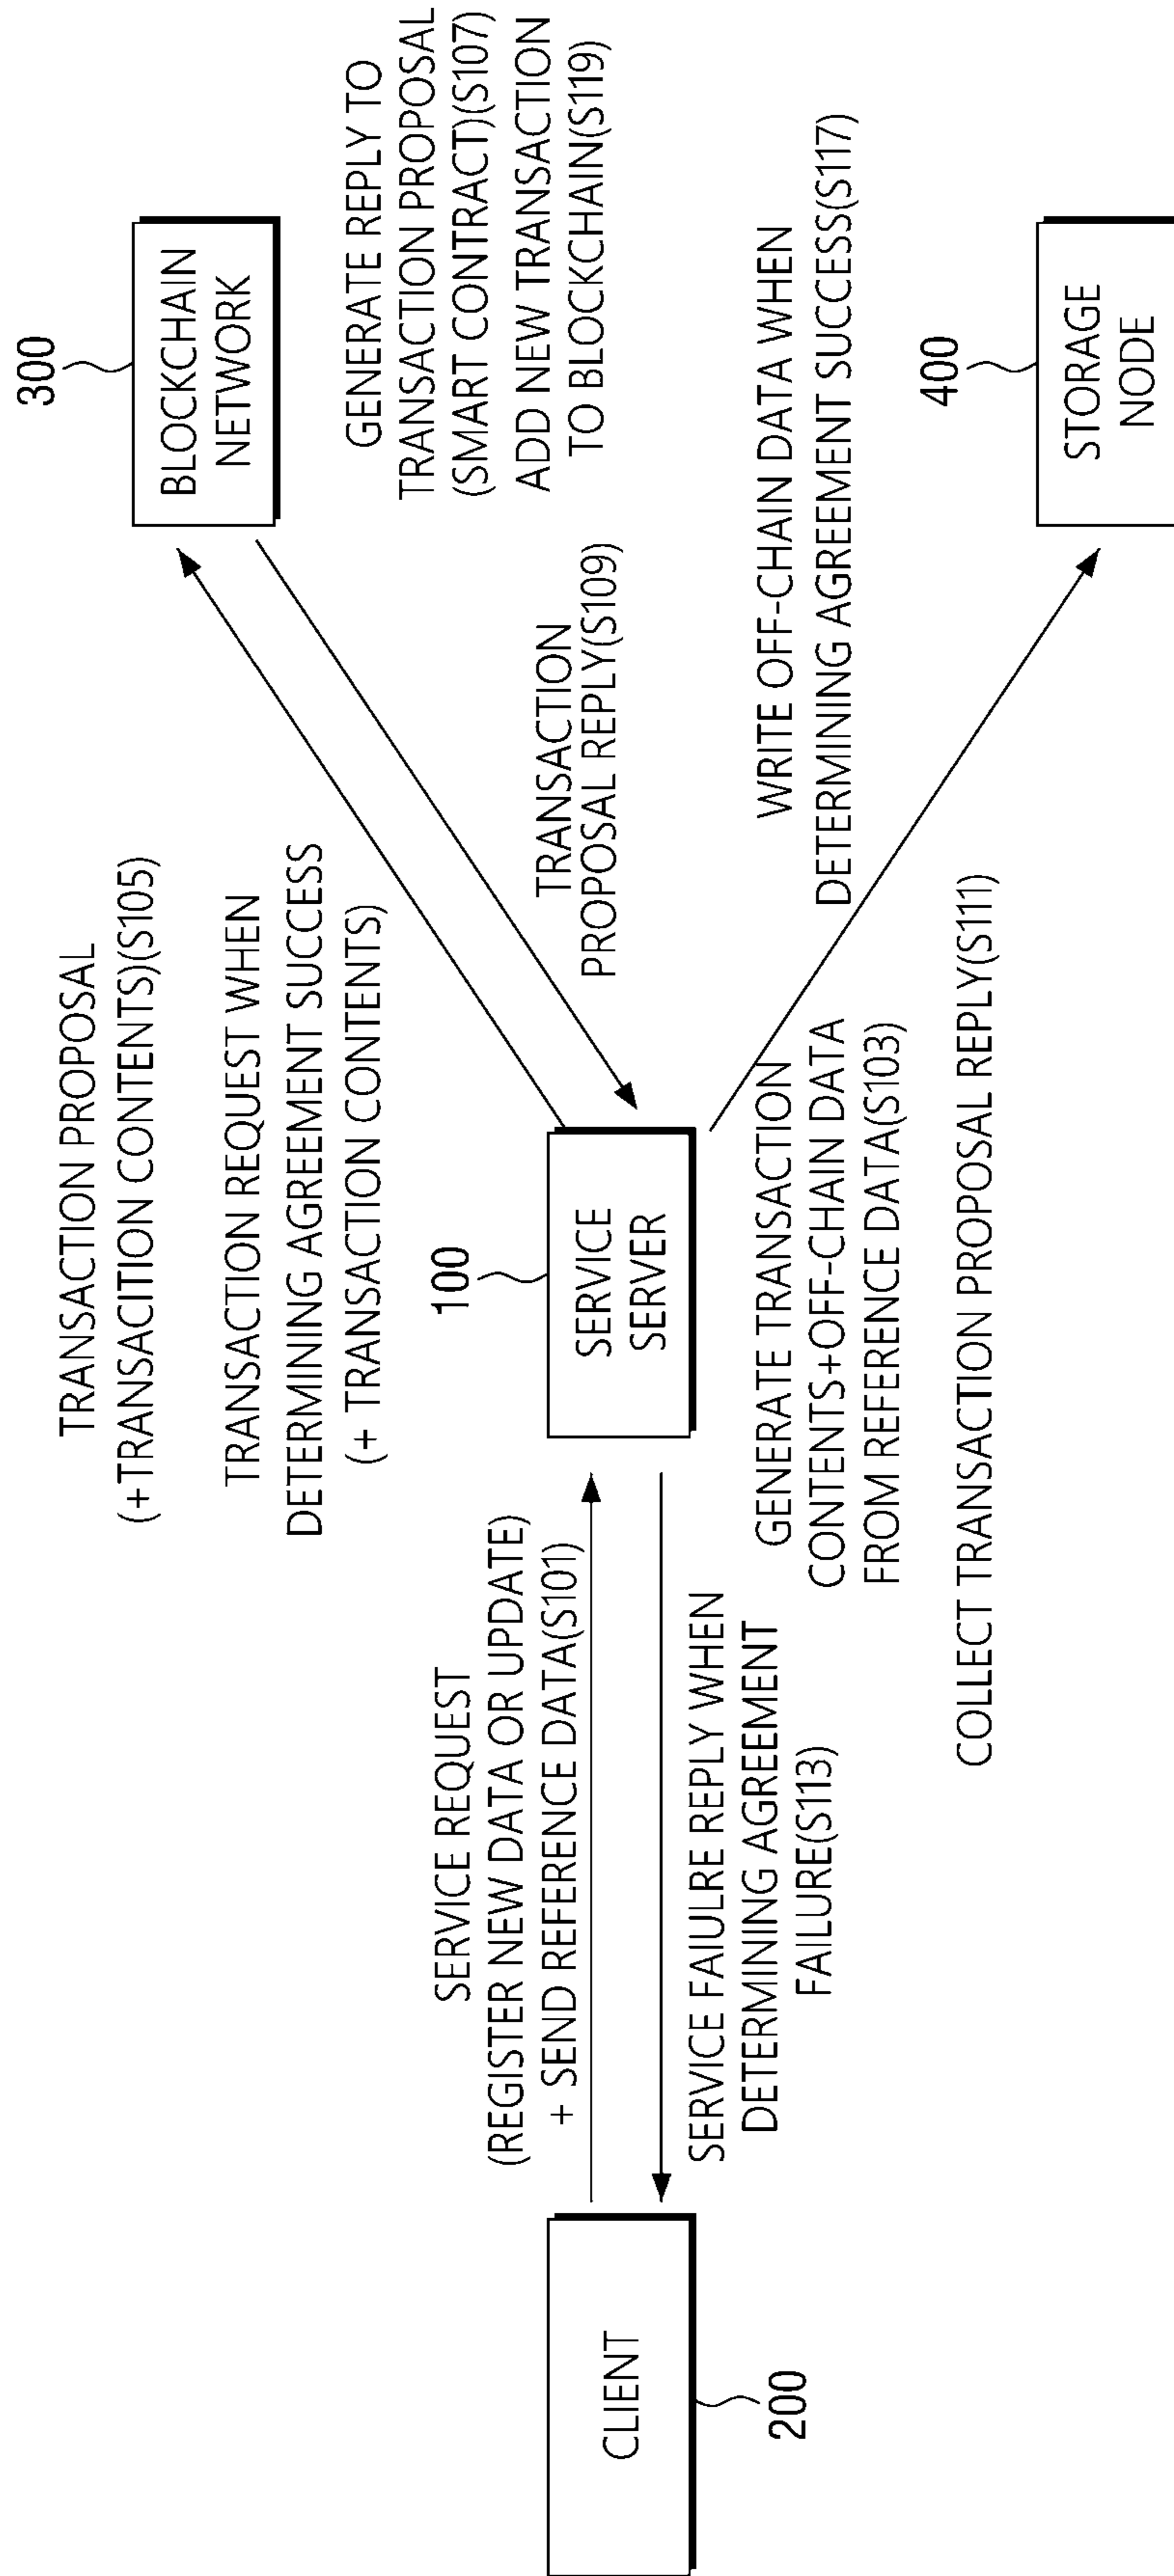 TRANSACTION PROPOSAL
(+TRANSACITION CONTENTS)(S105)
TRANSACTION REQUEST WHEN
DETERMINING AGREEMENT SUCCESS
(+ TRANSACTION CONTENTS)
300
BLOCKCHAIN
NETWORK
GENERATE REPLY TO
TRANSACTION PROPOSAL
(SMART CONTRACT)(S107)
ADD NEW TRANSACTION
TO BLOCKCHAIN(S119)
SERVICE REQUEST
(REGISTER NEW DATA OR UPDATE)
+ SEND REFERENCE DATA(S101)
100
SERVICE
SERVER
TRANSACTION
PROPOSAL REPLY(S109)
CLIENT
200
SERVICE FAIULRE REPLY WHEN
DETERMINING AGREEMENT
FAILURE(S113)
GENERATE TRANSACTION
CONTENTS+OFF-CHAIN DATA
FROM REFERENCE DATA(S103)
COLLECT TRANSACTION PROPOSAL REPLY(S111)
WRITE OFF-CHAIN DATA WHEN
DETERMINING AGREEMENT SUCCESS(S117)
400
STORAGE
NODE